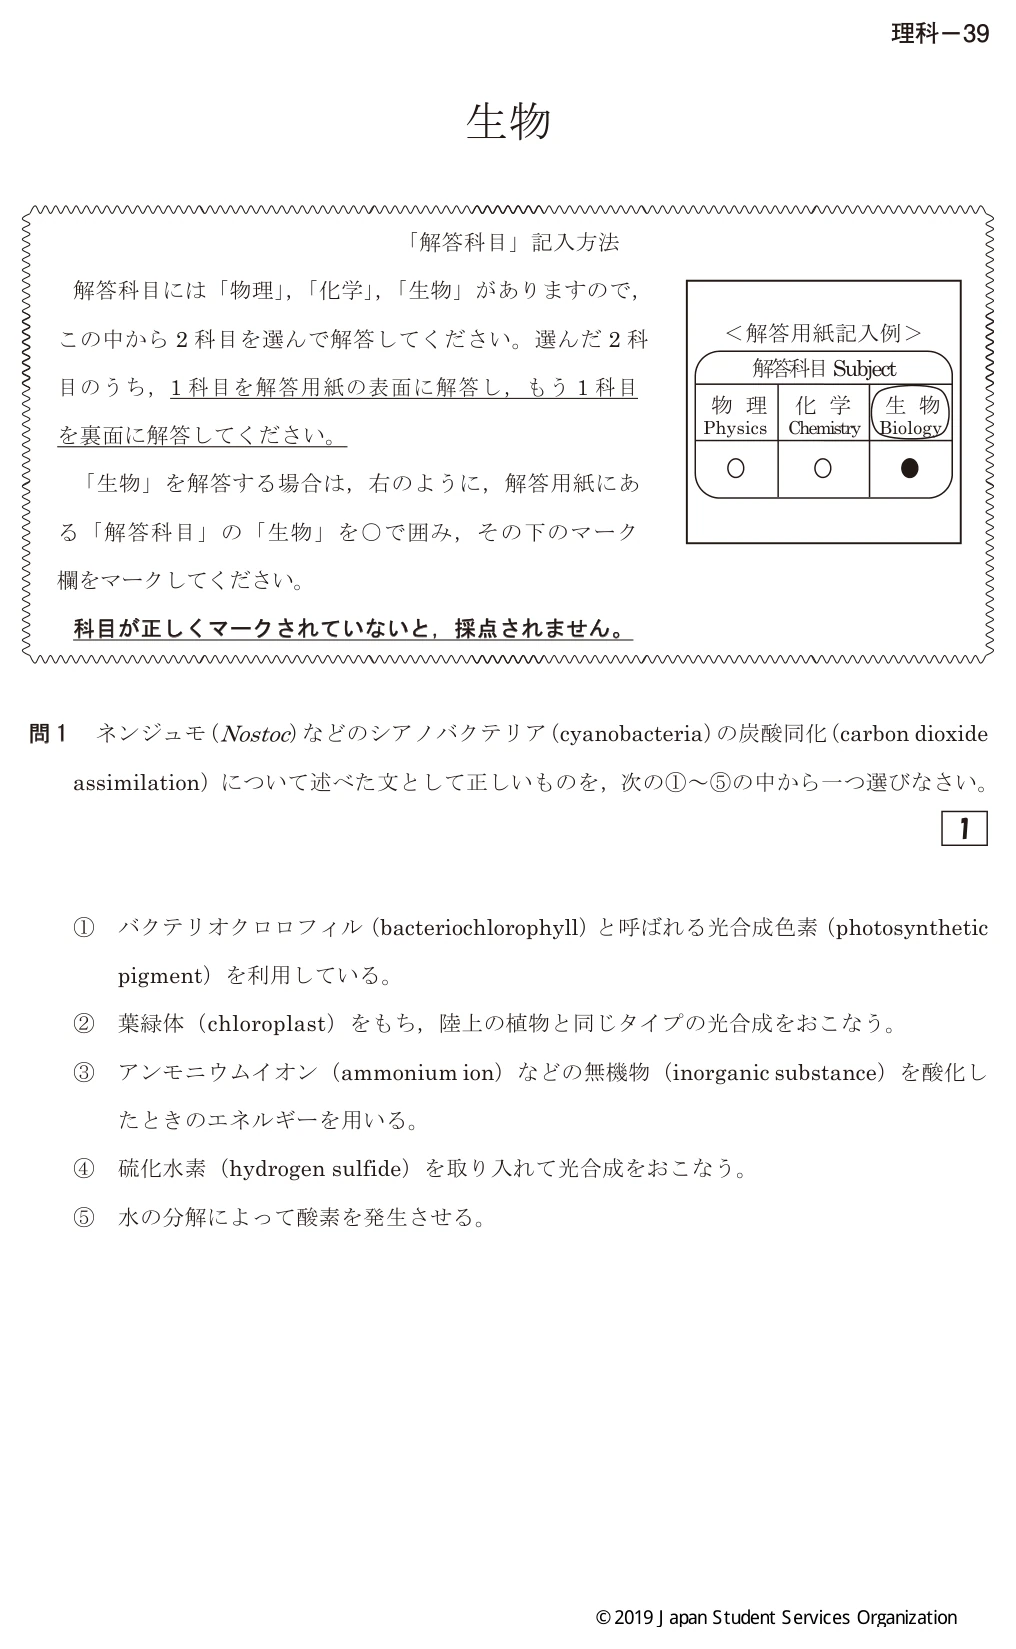 理科－39
生物
「解答科目」記入方法
解答科目には「物理」，「化学」，「生物」がありますので，
この中から 2 科目を選んで解答してください。選んだ 2 科
目のうち，1 科目を解答用紙の表面に解答し，もう 1 科目
を裏面に解答してください。
「生物」を解答する場合は，右のように，解答用紙にあ
る「解答科目」の「生物」を○で囲み，その下のマーク
欄をマークしてください。
科目が正しくマークされていないと，採点されません。
＜解答用紙記入例＞
解答科目 Subject
物 理 化 学 生 物
Physics Chemistry Biology
問 1 ネンジュモ（Nostoc）などのシアノバクテリア（cyanobacteria）の炭酸同化（carbon dioxide
assimilation）について述べた文として正しいものを，次の①～⑤の中から一つ選びなさい。
1
① バクテリオクロロフィル（bacteriochlorophyll）と呼ばれる光合成色素（photosynthetic
pigment）を利用している。
② 葉緑体（chloroplast）をもち，陸上の植物と同じタイプの光合成をおこなう。
③ アンモニウムイオン（ammonium ion）などの無機物（inorganic substance）を酸化し
たときのエネルギーを用いる。
④ 硫化水素（hydrogen sulfide）を取り入れて光合成をおこなう。
⑤ 水の分解によって酸素を発生させる。
© 2019 Japan Student Services Organization